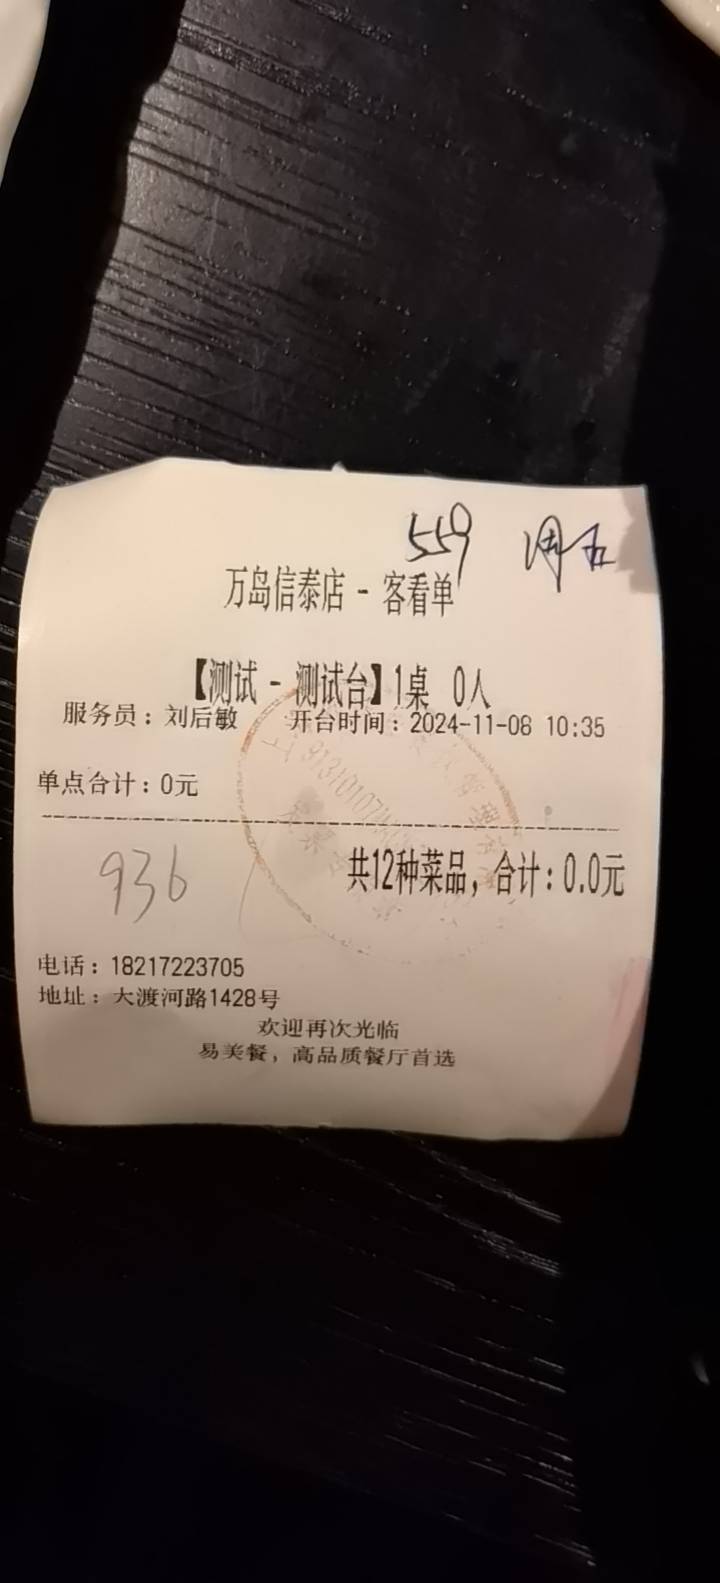 559 周五
万岛信泰店 - 客看单
【测试 - 测试台】1桌 0人
服务员：刘后敏 开台时间：2024-11-08 10:35
单点合计：0元
936
共12种菜品，合计：0.0元
电话：18217223705
地址：大渡河路1428号
欢迎再次光临
易美餐，高品质餐厅首选